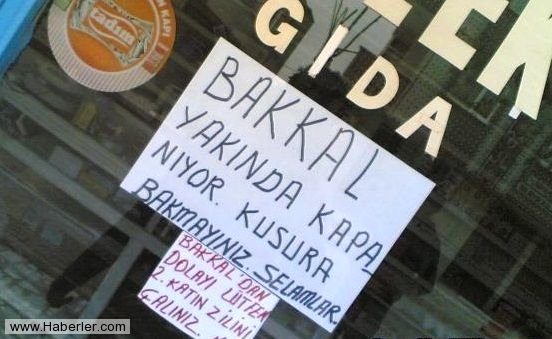 tadım
GIDA
BAKKAL
YAKINDA KAPA
NIYOR. KUSURA
BAKMAYINIZ. SELAMLAR.
BAKKAL'DAN
DOLAYI LÜTFEN
2. KATIN ZİLİNİ
ÇALINIZ.
www.Haberler.com